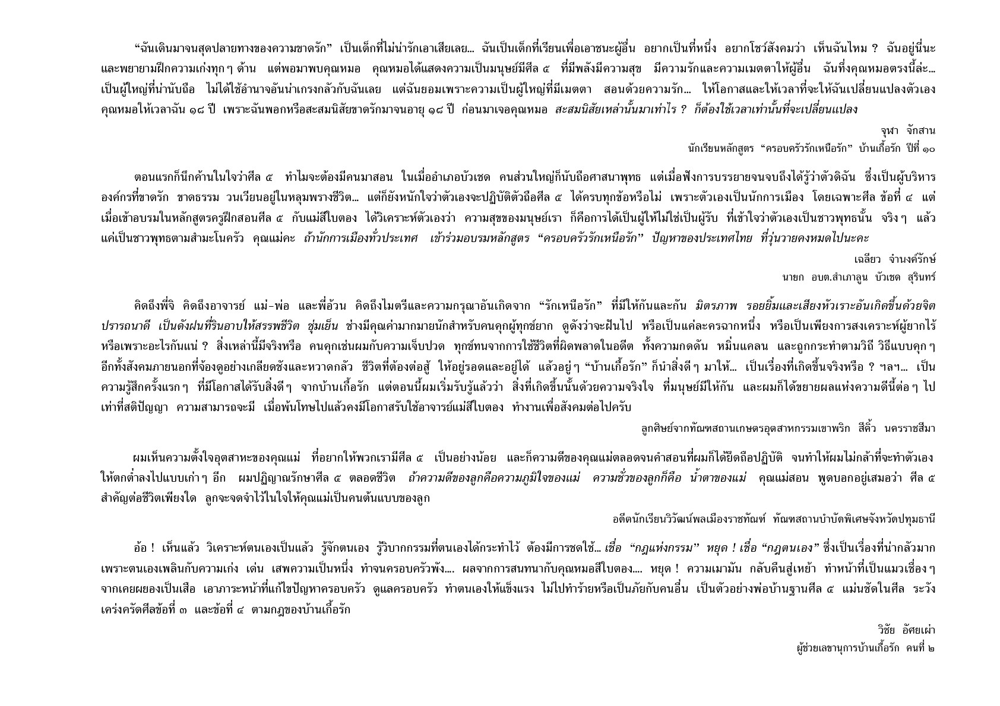 “ฉันเดินมาจนสุดปลายทางของความขาดรัก” เป็นเด็กที่ไม่น่ารักเอาเสียเลย... ฉันเป็นเด็กที่เรียนเพื่อเอาชนะผู้อื่น อยากเป็นที่หนึ่ง อยากโชว์สังคมว่า เห็นฉันไหม ? ฉันอยู่นี่นะ
และพยายามฝึกความเก่งทุกๆ ด้าน แต่พอมาพบคุณหมอ คุณหมอได้แสดงความเป็นมนุษย์มีศีล ๕ ที่มีพลังมีความสุข มีความรักและความเมตตาให้ผู้อื่น ฉันทึ่งคุณหมอตรงนี้ล่ะ...
เป็นผู้ใหญ่ที่น่านับถือ ไม่ได้ใช้อำนาจอันน่าเกรงกลัวกับฉันเลย แต่ฉันยอมเพราะความเป็นผู้ใหญ่ที่มีเมตตา สอนด้วยความรัก... ให้โอกาสและให้เวลาที่จะให้ฉันเปลี่ยนแปลงตัวเอง
คุณหมอให้เวลาฉัน ๑๘ ปี เพราะฉันพอกหรือสะสมนิสัยขาดรักมาจนอายุ ๑๘ ปี ก่อนมาเจอคุณหมอ สะสมนิสัยเหล่านั้นมาเท่าไร ? ก็ต้องใช้เวลาเท่านั้นที่จะเปลี่ยนแปลง
จุฬา จักสาน
นักเรียนหลักสูตร “ครอบครัวรักเหนือรัก” บ้านเกื้อรัก ปีที่ ๑๐
ตอนแรกก็นึกค้านในใจว่าศีล ๕ ทำไมจะต้องมีคนมาสอน ในเมื่ออำเภอบัวเชด คนส่วนใหญ่ก็นับถือศาสนาพุทธ แต่เมื่อฟังการบรรยายจนจบถึงได้รู้ว่าตัวดิฉัน ซึ่งเป็นผู้บริหาร
องค์กรที่ขาดรัก ขาดธรรม วนเวียนอยู่ในหลุมพรางชีวิต... แต่ก็ยังหนักใจว่าตัวเองจะปฏิบัติตัวถือศีล ๕ ได้ครบทุกข้อหรือไม่ เพราะตัวเองเป็นนักการเมือง โดยเฉพาะศีล ข้อที่ ๔ แต่
เมื่อเข้าอบรมในหลักสูตรครูฝึกสอนศีล ๕ กับแม่สีใบตอง ได้วิเคราะห์ตัวเองว่า ความสุขของมนุษย์เรา ก็คือการได้เป็นผู้ให้ไม่ใช่เป็นผู้รับ ที่เข้าใจว่าตัวเองเป็นชาวพุทธนั้น จริงๆ แล้ว
แค่เป็นชาวพุทธตามสำมะโนครัว คุณแม่คะ ถ้านักการเมืองทั่วประเทศ เข้าร่วมอบรมหลักสูตร “ครอบครัวรักเหนือรัก” ปัญหาของประเทศไทย ที่วุ่นวายคงหมดไปนะคะ
เฉลียว จำนงค์รักษ์
นายก อบต.สำเภาลูน บัวเชด สุรินทร์
คิดถึงพี่จิ คิดถึงอาจารย์ แม่-พ่อ และพี่อ้วน คิดถึงไมตรีและความกรุณาอันเกิดจาก “รักเหนือรัก” ที่มีให้กันและกัน มิตรภาพ รอยยิ้มและเสียงหัวเราะอันเกิดขึ้นด้วยจิต
ปรารถนาดี เป็นดังฝนที่รินอาบให้สรรพชีวิต ชุ่มเย็น ช่างมีคุณค่ามากมายนักสำหรับคนคุกผู้ทุกข์ยาก ดูดังว่าจะฝันไป หรือเป็นแค่ละครฉากหนึ่ง หรือเป็นเพียงการสงเคราะห์ผู้ยากไร้
หรือเพราะอะไรกันแน่ ? สิ่งเหล่านี้มีจริงหรือ คนคุกเช่นผมกับความเจ็บปวด ทุกข์ทนจากการใช้ชีวิตที่ผิดพลาดในอดีต ทั้งความกดดัน หมิ่นแคลน และถูกกระทำตามวิถี วิธีแบบคุกๆ
อีกทั้งสังคมภายนอกที่จ้องดูอย่างเกลียดชังและหวาดกลัว ชีวิตที่ต้องต่อสู้ ให้อยู่รอดและอยู่ได้ แล้วอยู่ๆ “บ้านเกื้อรัก” ก็นำสิ่งดีๆ มาให้... เป็นเรื่องที่เกิดขึ้นจริงหรือ ? ฯลฯ... เป็น
ความรู้สึกครั้งแรกๆ ที่มีโอกาสได้รับสิ่งดีๆ จากบ้านเกื้อรัก แต่ตอนนี้ผมเริ่มรับรู้แล้วว่า สิ่งที่เกิดขึ้นนั้นด้วยความจริงใจ ที่มนุษย์มีให้กัน และผมก็ได้ขยายผลแห่งความดีนี้ต่อๆ ไป
เท่าที่สติปัญญา ความสามารถจะมี เมื่อพ้นโทษไปแล้วคงมีโอกาสรับใช้อาจารย์แม่สีใบตอง ทำงานเพื่อสังคมต่อไปครับ
ลูกศิษย์จากทัณฑสถานเกษตรอุตสาหกรรมเขาพริก สีคิ้ว นครราชสีมา
ผมเห็นความตั้งใจอุตสาหะของคุณแม่ ที่อยากให้พวกเรามีศีล ๕ เป็นอย่างน้อย และก็ความดีของคุณแม่ตลอดจนคำสอนที่ผมก็ได้ยึดถือปฏิบัติ จนทำให้ผมไม่กล้าที่จะทำตัวเอง
ให้ตกต่ำลงไปแบบเก่าๆ อีก ผมปฏิญาณรักษาศีล ๕ ตลอดชีวิต ถ้าความดีของลูกคือความภูมิใจของแม่ ความชั่วของลูกก็คือ น้ำตาของแม่ คุณแม่สอน พูดบอกอยู่เสมอว่า ศีล ๕
สำคัญต่อชีวิตเพียงใด ลูกจะจดจำไว้ในใจให้คุณแม่เป็นคนต้นแบบของลูก
อดีตนักเรียนวิวัฒน์พลเมืองราชทัณฑ์ ทัณฑสถานบำบัดพิเศษจังหวัดปทุมธานี
อ้อ ! เห็นแล้ว วิเคราะห์ตนเองเป็นแล้ว รู้จักตนเอง รู้วิบากกรรมที่ตนเองได้กระทำไว้ ต้องมีการชดใช้... เชื่อ “กฎแห่งกรรม” หยุด ! เชื่อ “กฎตนเอง” ซึ่งเป็นเรื่องที่น่ากลัวมาก
เพราะตนเองเพลินกับความเก่ง เด่น เสพความเป็นหนึ่ง ทำจนครอบครัวพัง.... ผลจากการสนทนากับคุณหมอสีใบตอง.... หยุด ! ความเมามัน กลับคืนสู่เหย้า ทำหน้าที่เป็นแมวเชื่องๆ
จากเคยผยองเป็นเสือ เอาภาระหน้าที่แก้ไขปัญหาครอบครัว ดูแลครอบครัว ทำตนเองให้แข็งแรง ไม่ไปทำร้ายหรือเป็นภัยกับคนอื่น เป็นตัวอย่างพ่อบ้านฐานศีล ๕ แม่นชัดในศีล ระวัง
เคร่งครัดศีลข้อที่ ๓ และข้อที่ ๔ ตามกฎของบ้านเกื้อรัก
วิชัย อัศยเผ่า
ผู้ช่วยเลขานุการบ้านเกื้อรัก คนที่ ๒